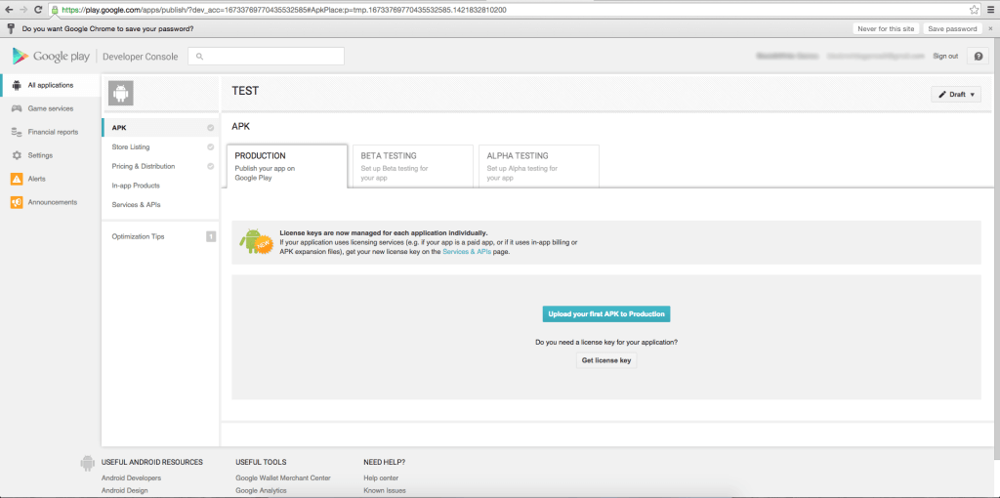 https://play.google.com/apps/publish/?dev_acc=16733769770435532585#ApkPlace:p=tmp.16733769770435532585.1421832810200
Do you want Google Chrome to save your password?
Never for this site
Save password
×
Google play
Developer Console
Sign out
?
All applications
Game services
Financial reports
Settings
Alerts
Announcements
TEST
Draft
APK
Store Listing
Pricing & Distribution
In-app Products
Services & APIs
Optimization Tips
1
APK
PRODUCTION
Publish your app on
Google Play
BETA TESTING
Set up Beta testing for
your app
ALPHA TESTING
Set up Alpha testing for
your app
NEW
License keys are now managed for each application individually.
If your application uses licensing services (e.g. if your app is a paid app, or if it uses in-app billing or
APK expansion files), get your new license key on the Services & APIs page.
Upload your first APK to Production
Do you need a license key for your application?
Get license key
USEFUL ANDROID RESOURCES
Android Developers
Android Design
USEFUL TOOLS
Google Wallet Merchant Center
Google Analytics
NEED HELP?
Help center
Known Issues